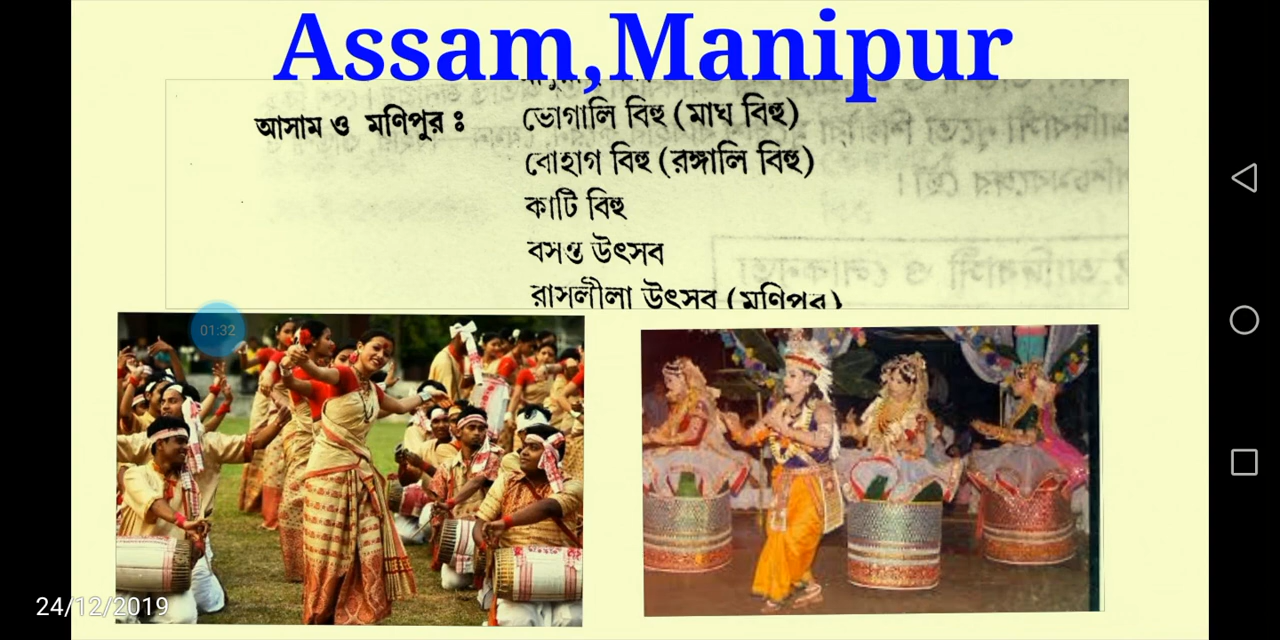 Assam,Manipur
আসাম ও মণিপুর ঃ ভোগালি বিহু (মাঘ বিহু)
বোহাগ বিহু (রঙ্গালি বিহু)
কাটি বিহু
বসন্ত উৎসব
রাসলীলা উৎসব (মণিপুর)
01:32
24/12/2019